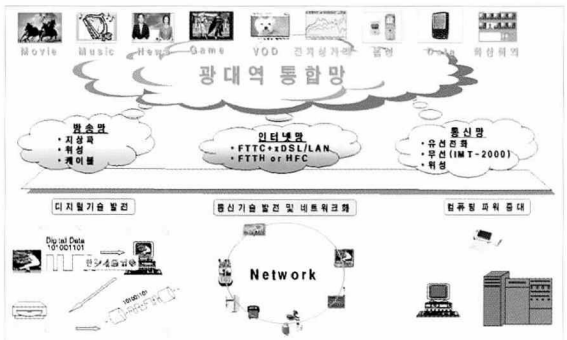 Movie Music News Game VOD 전자상거래 음성 Data 화상회의
광대역 통합망
방송망
• 지상파
• 위성
• 케이블
인터넷망
• FTTC+xDSL/LAN
• FTTH or HFC
통신망
• 유선전화
• 무선(IMT-2000)
• 위성
디지털기술 발전
통신기술 발전 및 네트워크화
컴퓨팅 파워 증대
Digital Data
101001101
101001101
Network